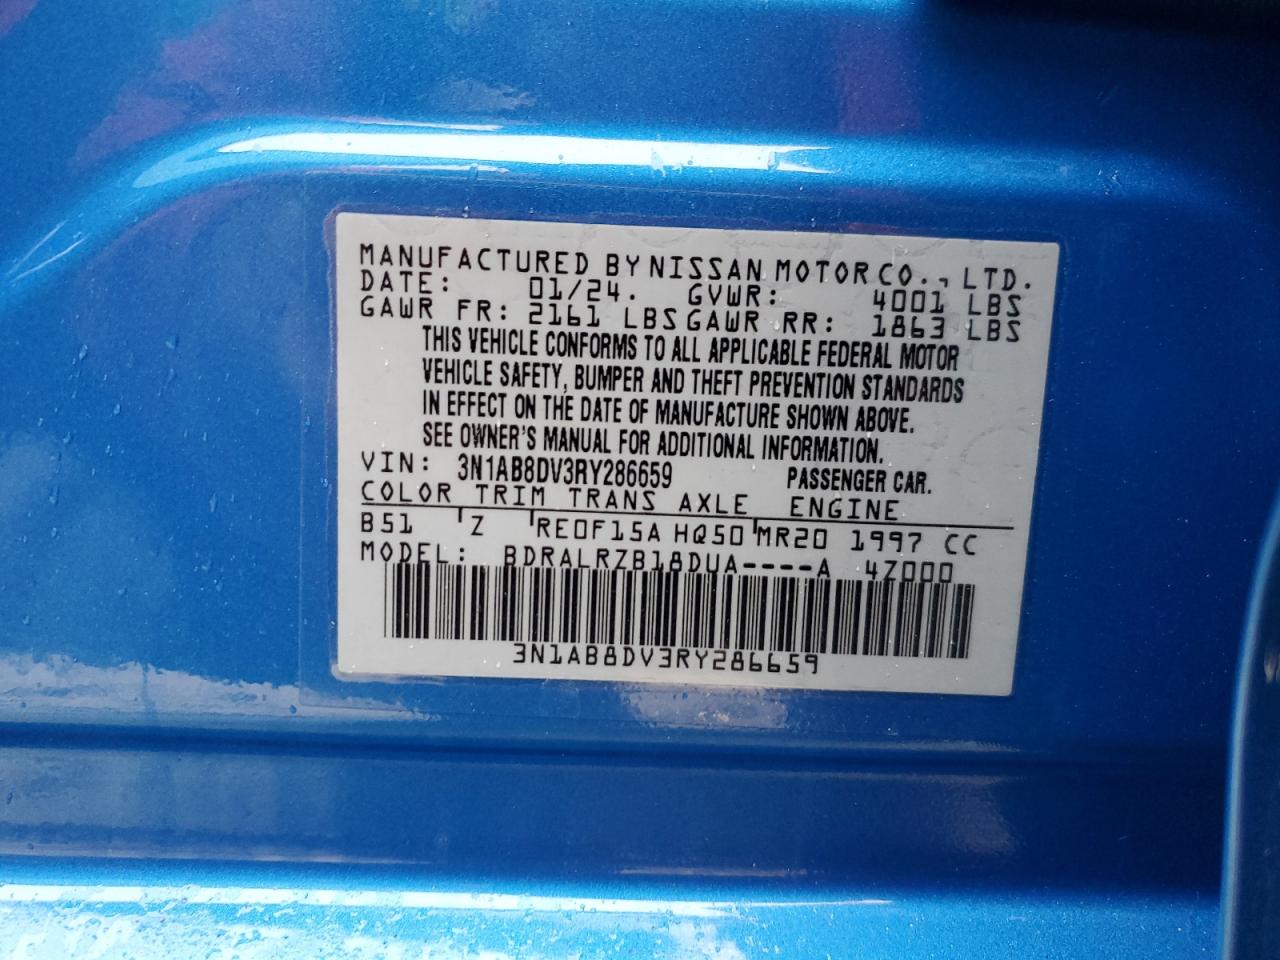 MANUFACTURED BY NISSAN MOTOR CO., LTD.
DATE: 01/24. GVWR: 4001 LBS
GAWR FR: 2161 LBS GAWR RR: 1863 LBS
THIS VEHICLE CONFORMS TO ALL APPLICABLE FEDERAL MOTOR
VEHICLE SAFETY, BUMPER AND THEFT PREVENTION STANDARDS
IN EFFECT ON THE DATE OF MANUFACTURE SHOWN ABOVE.
SEE OWNER'S MANUAL FOR ADDITIONAL INFORMATION.
VIN: 3N1AB8DV3RY286659 PASSENGER CAR.
COLOR TRIM TRANS AXLE ENGINE
B51 Z RE0F15A HQ50 MR20 1997 CC
MODEL: BDRALRZB18DUA----A 4Z000
3N1AB8DV3RY286659